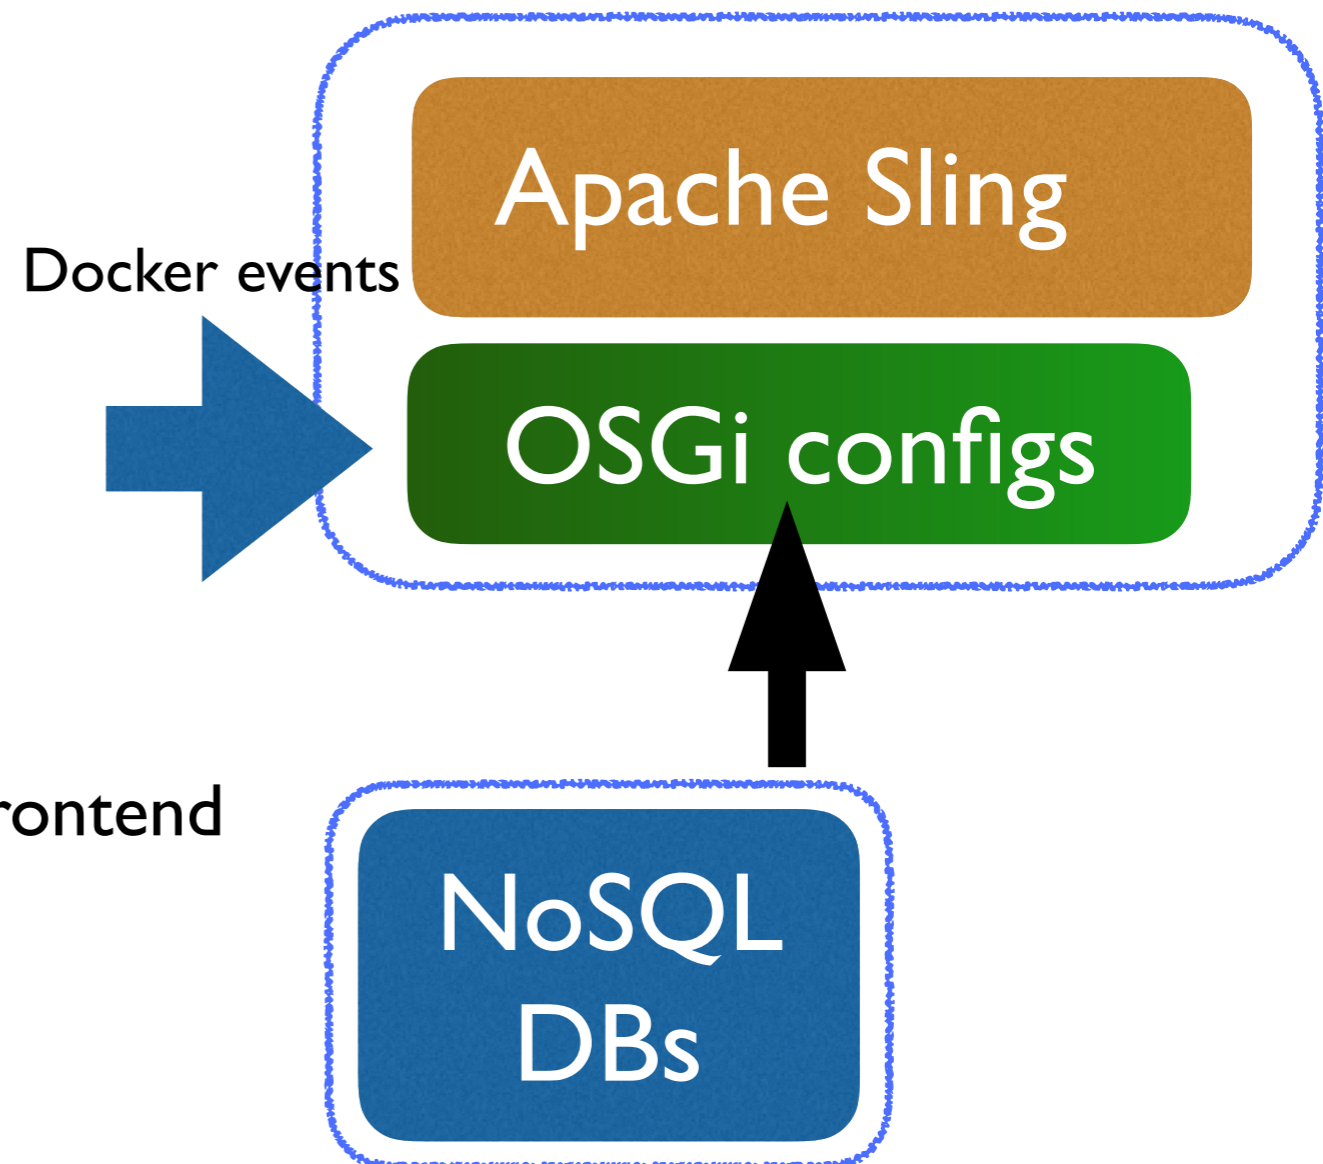 Apache Sling
Docker events
OSGi configs
rontend
NoSQL
DBs